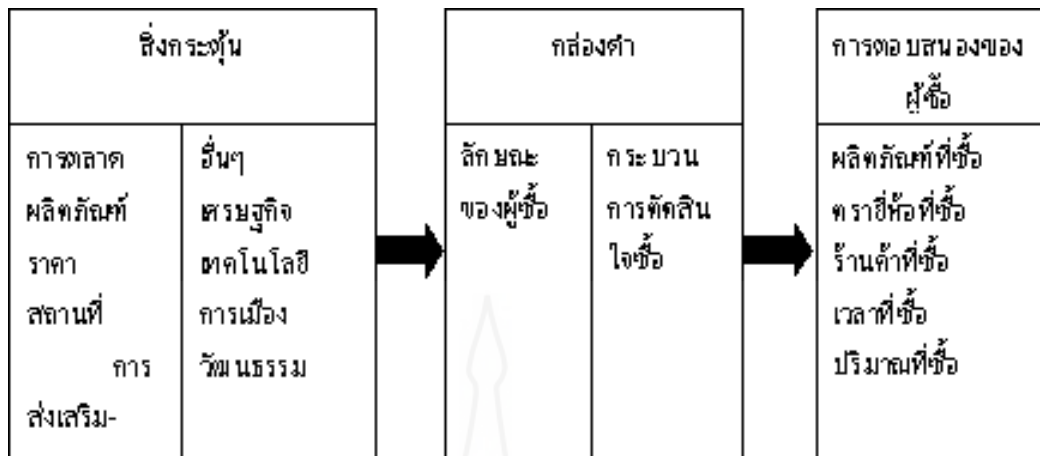 สิ่งกระตุ้น
การตลาด
ผลิตภัณฑ์
ราคา
สถานที่
การ
ส่งเสริม-
อื่นๆ
เศรษฐกิจ
เทคโนโลยี
การเมือง
วัฒนธรรม
กล่องดำ
ลักษณะ
ของผู้ซื้อ
กระบวน
การตัดสิน
ใจซื้อ
การตอบสนองของ
ผู้ซื้อ
ผลิตภัณฑ์ที่ซื้อ
ตรายี่ห้อที่ซื้อ
ร้านค้าที่ซื้อ
เวลาที่ซื้อ
ปริมาณที่ซื้อ